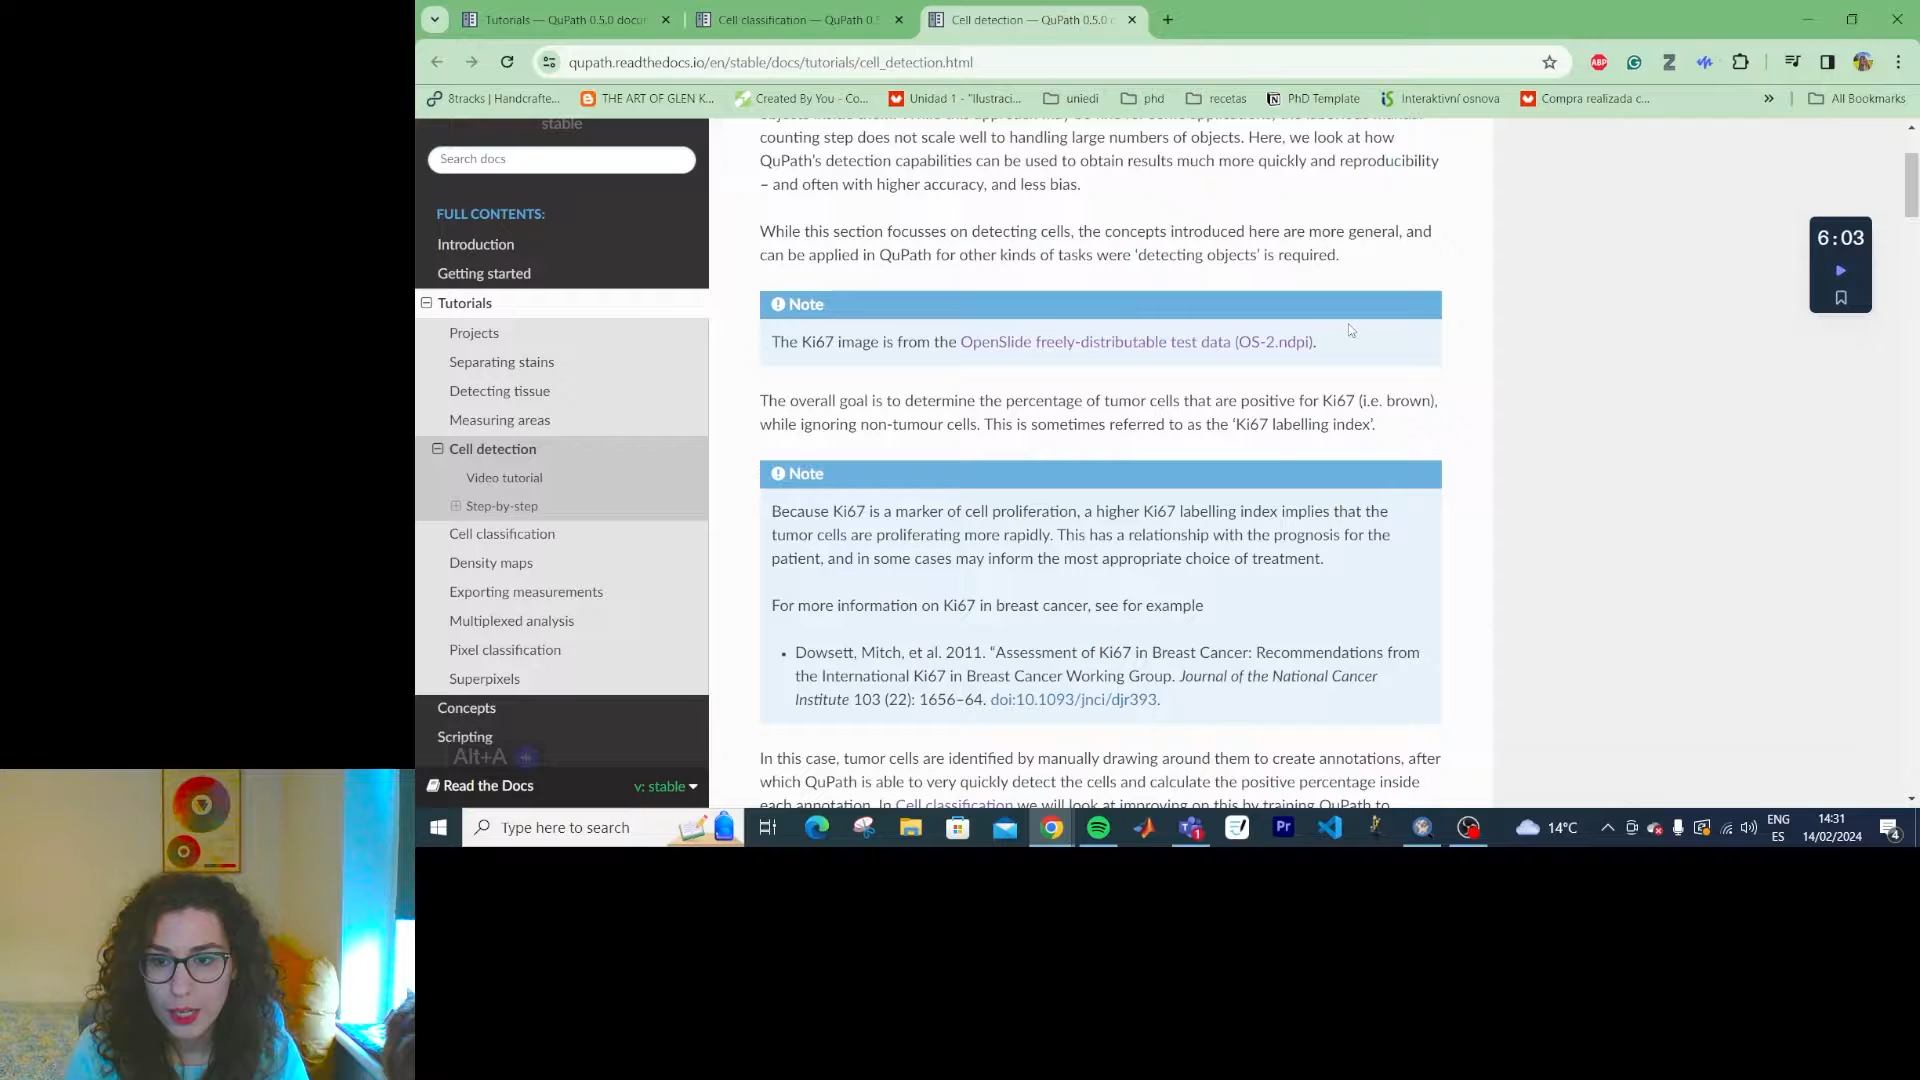 Tutorials — QuPath 0.5.0 docu
Cell classification — QuPath 0.5
Cell detection — QuPath 0.5.0 d
qupath.readthedocs.io/en/stable/docs/tutorials/cell_detection.html
8tracks | Handcrafte...
THE ART OF GLEN K...
Created By You - Co...
Unidad 1 - "Ilustraci...
uniedi
phd
recetas
PhD Template
Interaktivní osnova
Compra realizada c...
»
All Bookmarks
stable
Search docs
FULL CONTENTS:
Introduction
Getting started
Tutorials
Projects
Separating stains
Detecting tissue
Measuring areas
Cell detection
Video tutorial
Step-by-step
Cell classification
Density maps
Exporting measurements
Multiplexed analysis
Pixel classification
Superpixels
Concepts
Scripting
Alt+A
Read the Docs
v: stable
counting step does not scale well to handling large numbers of objects. Here, we look at how
QuPath's detection capabilities can be used to obtain results much more quickly and reproducibility
– and often with higher accuracy, and less bias.
While this section focusses on detecting cells, the concepts introduced here are more general, and
can be applied in QuPath for other kinds of tasks were 'detecting objects' is required.
Note
The Ki67 image is from the OpenSlide freely-distributable test data (OS-2.ndpi).
The overall goal is to determine the percentage of tumor cells that are positive for Ki67 (i.e. brown),
while ignoring non-tumour cells. This is sometimes referred to as the 'Ki67 labelling index'.
Note
Because Ki67 is a marker of cell proliferation, a higher Ki67 labelling index implies that the
tumor cells are proliferating more rapidly. This has a relationship with the prognosis for the
patient, and in some cases may inform the most appropriate choice of treatment.
For more information on Ki67 in breast cancer, see for example
• Dowsett, Mitch, et al. 2011. "Assessment of Ki67 in Breast Cancer: Recommendations from
the International Ki67 in Breast Cancer Working Group. Journal of the National Cancer
Institute 103 (22): 1656–64. doi:10.1093/jnci/djr393.
In this case, tumor cells are identified by manually drawing around them to create annotations, after
which QuPath is able to very quickly detect the cells and calculate the positive percentage inside
each annotation. In Cell classification we will look at improving on this by training QuPath to
6:03
Type here to search
14°C
ENG
ES
14:31
14/02/2024
4